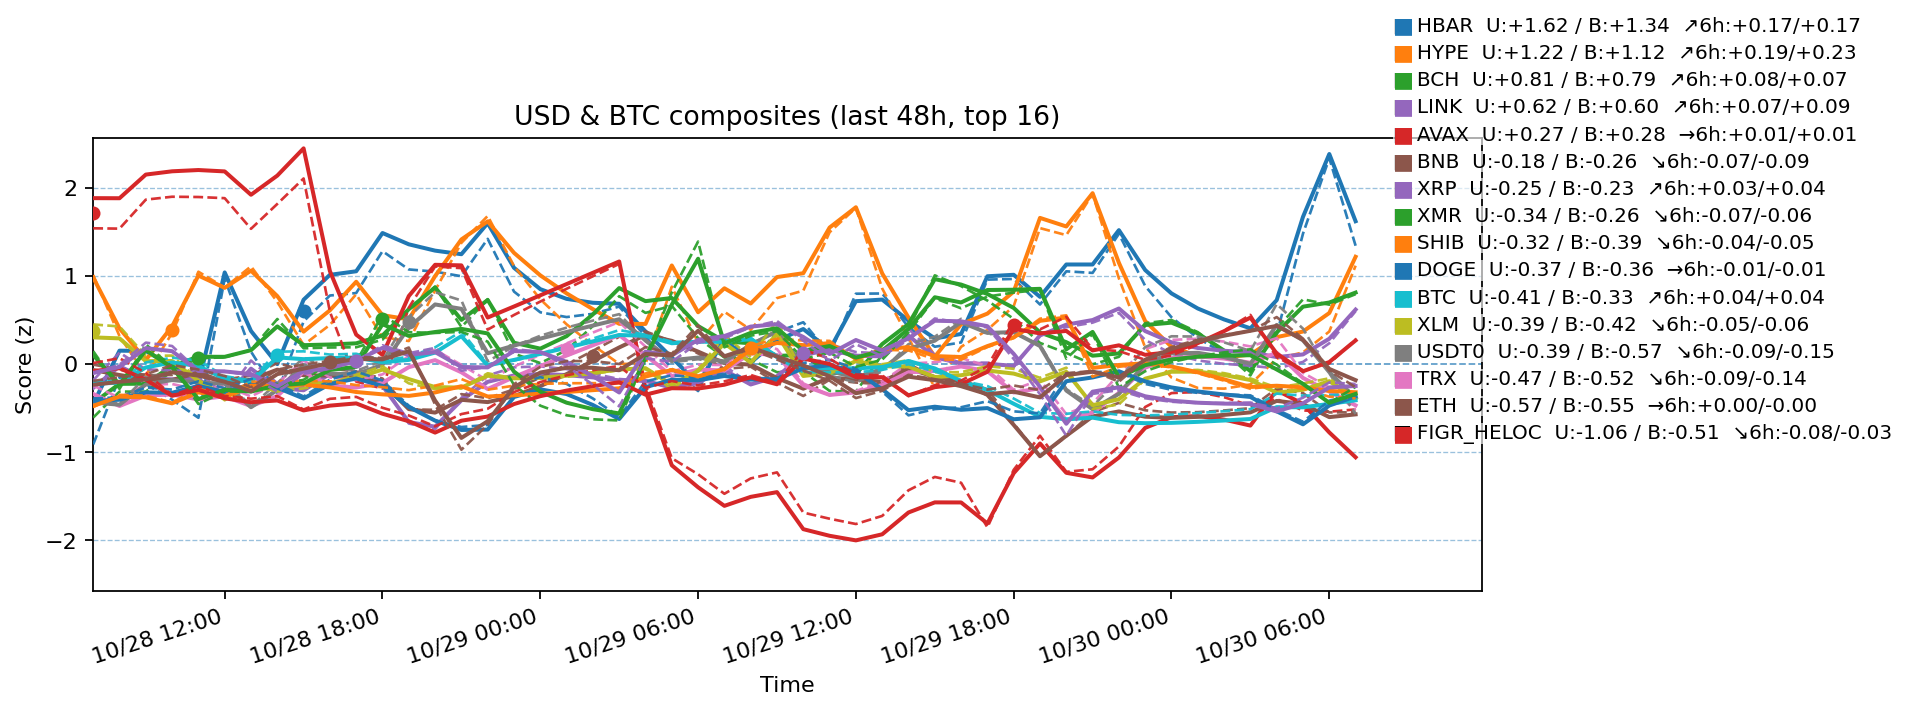 HBAR  U:+1.62 / B:+1.34  ↗6h:+0.17/+0.17
HYPE  U:+1.22 / B:+1.12  ↗6h:+0.19/+0.23
BCH  U:+0.81 / B:+0.79  ↗6h:+0.08/+0.07
LINK  U:+0.62 / B:+0.60  ↗6h:+0.07/+0.09
AVAX  U:+0.27 / B:+0.28  →6h:+0.01/+0.01
BNB  U:-0.18 / B:-0.26  ↘6h:-0.07/-0.09
XRP  U:-0.25 / B:-0.23  ↗6h:+0.03/+0.04
XMR  U:-0.34 / B:-0.26  ↘6h:-0.07/-0.06
SHIB  U:-0.32 / B:-0.39  ↘6h:-0.04/-0.05
DOGE  U:-0.37 / B:-0.36  →6h:-0.01/-0.01
BTC  U:-0.41 / B:-0.33  ↗6h:+0.04/+0.04
XLM  U:-0.39 / B:-0.42  ↘6h:-0.05/-0.06
USDT0  U:-0.39 / B:-0.57  ↘6h:-0.09/-0.15
TRX  U:-0.47 / B:-0.52  ↘6h:-0.09/-0.14
ETH  U:-0.57 / B:-0.55  →6h:+0.00/-0.00
FIGR_HELOC  U:-1.06 / B:-0.51  ↘6h:-0.08/-0.03
USD & BTC composites (last 48h, top 16)
Score (z)
2
1
0
−1
−2
10/28 12:00
10/28 18:00
10/29 00:00
10/29 06:00
10/29 12:00
10/29 18:00
10/30 00:00
10/30 06:00
Time